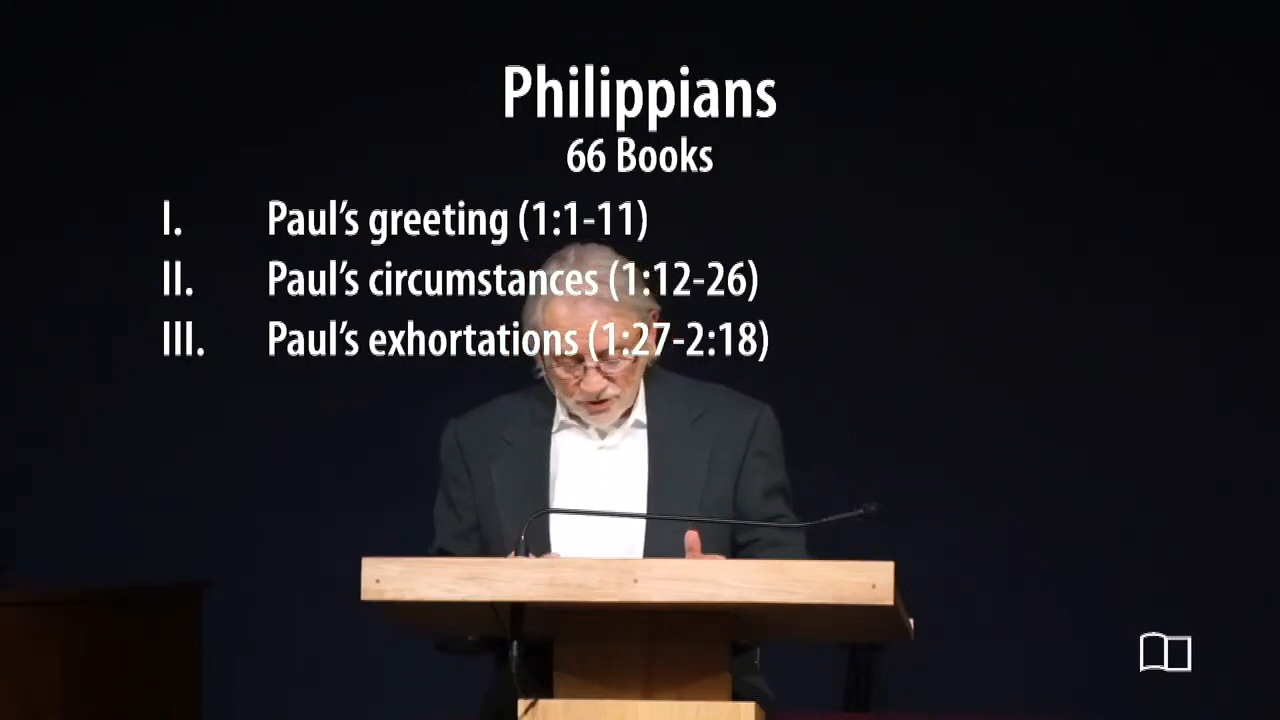 Philippians
66 Books
I. Paul’s greeting (1:1-11)
II. Paul’s circumstances (1:12-26)
III. Paul’s exhortations (1:27-2:18)